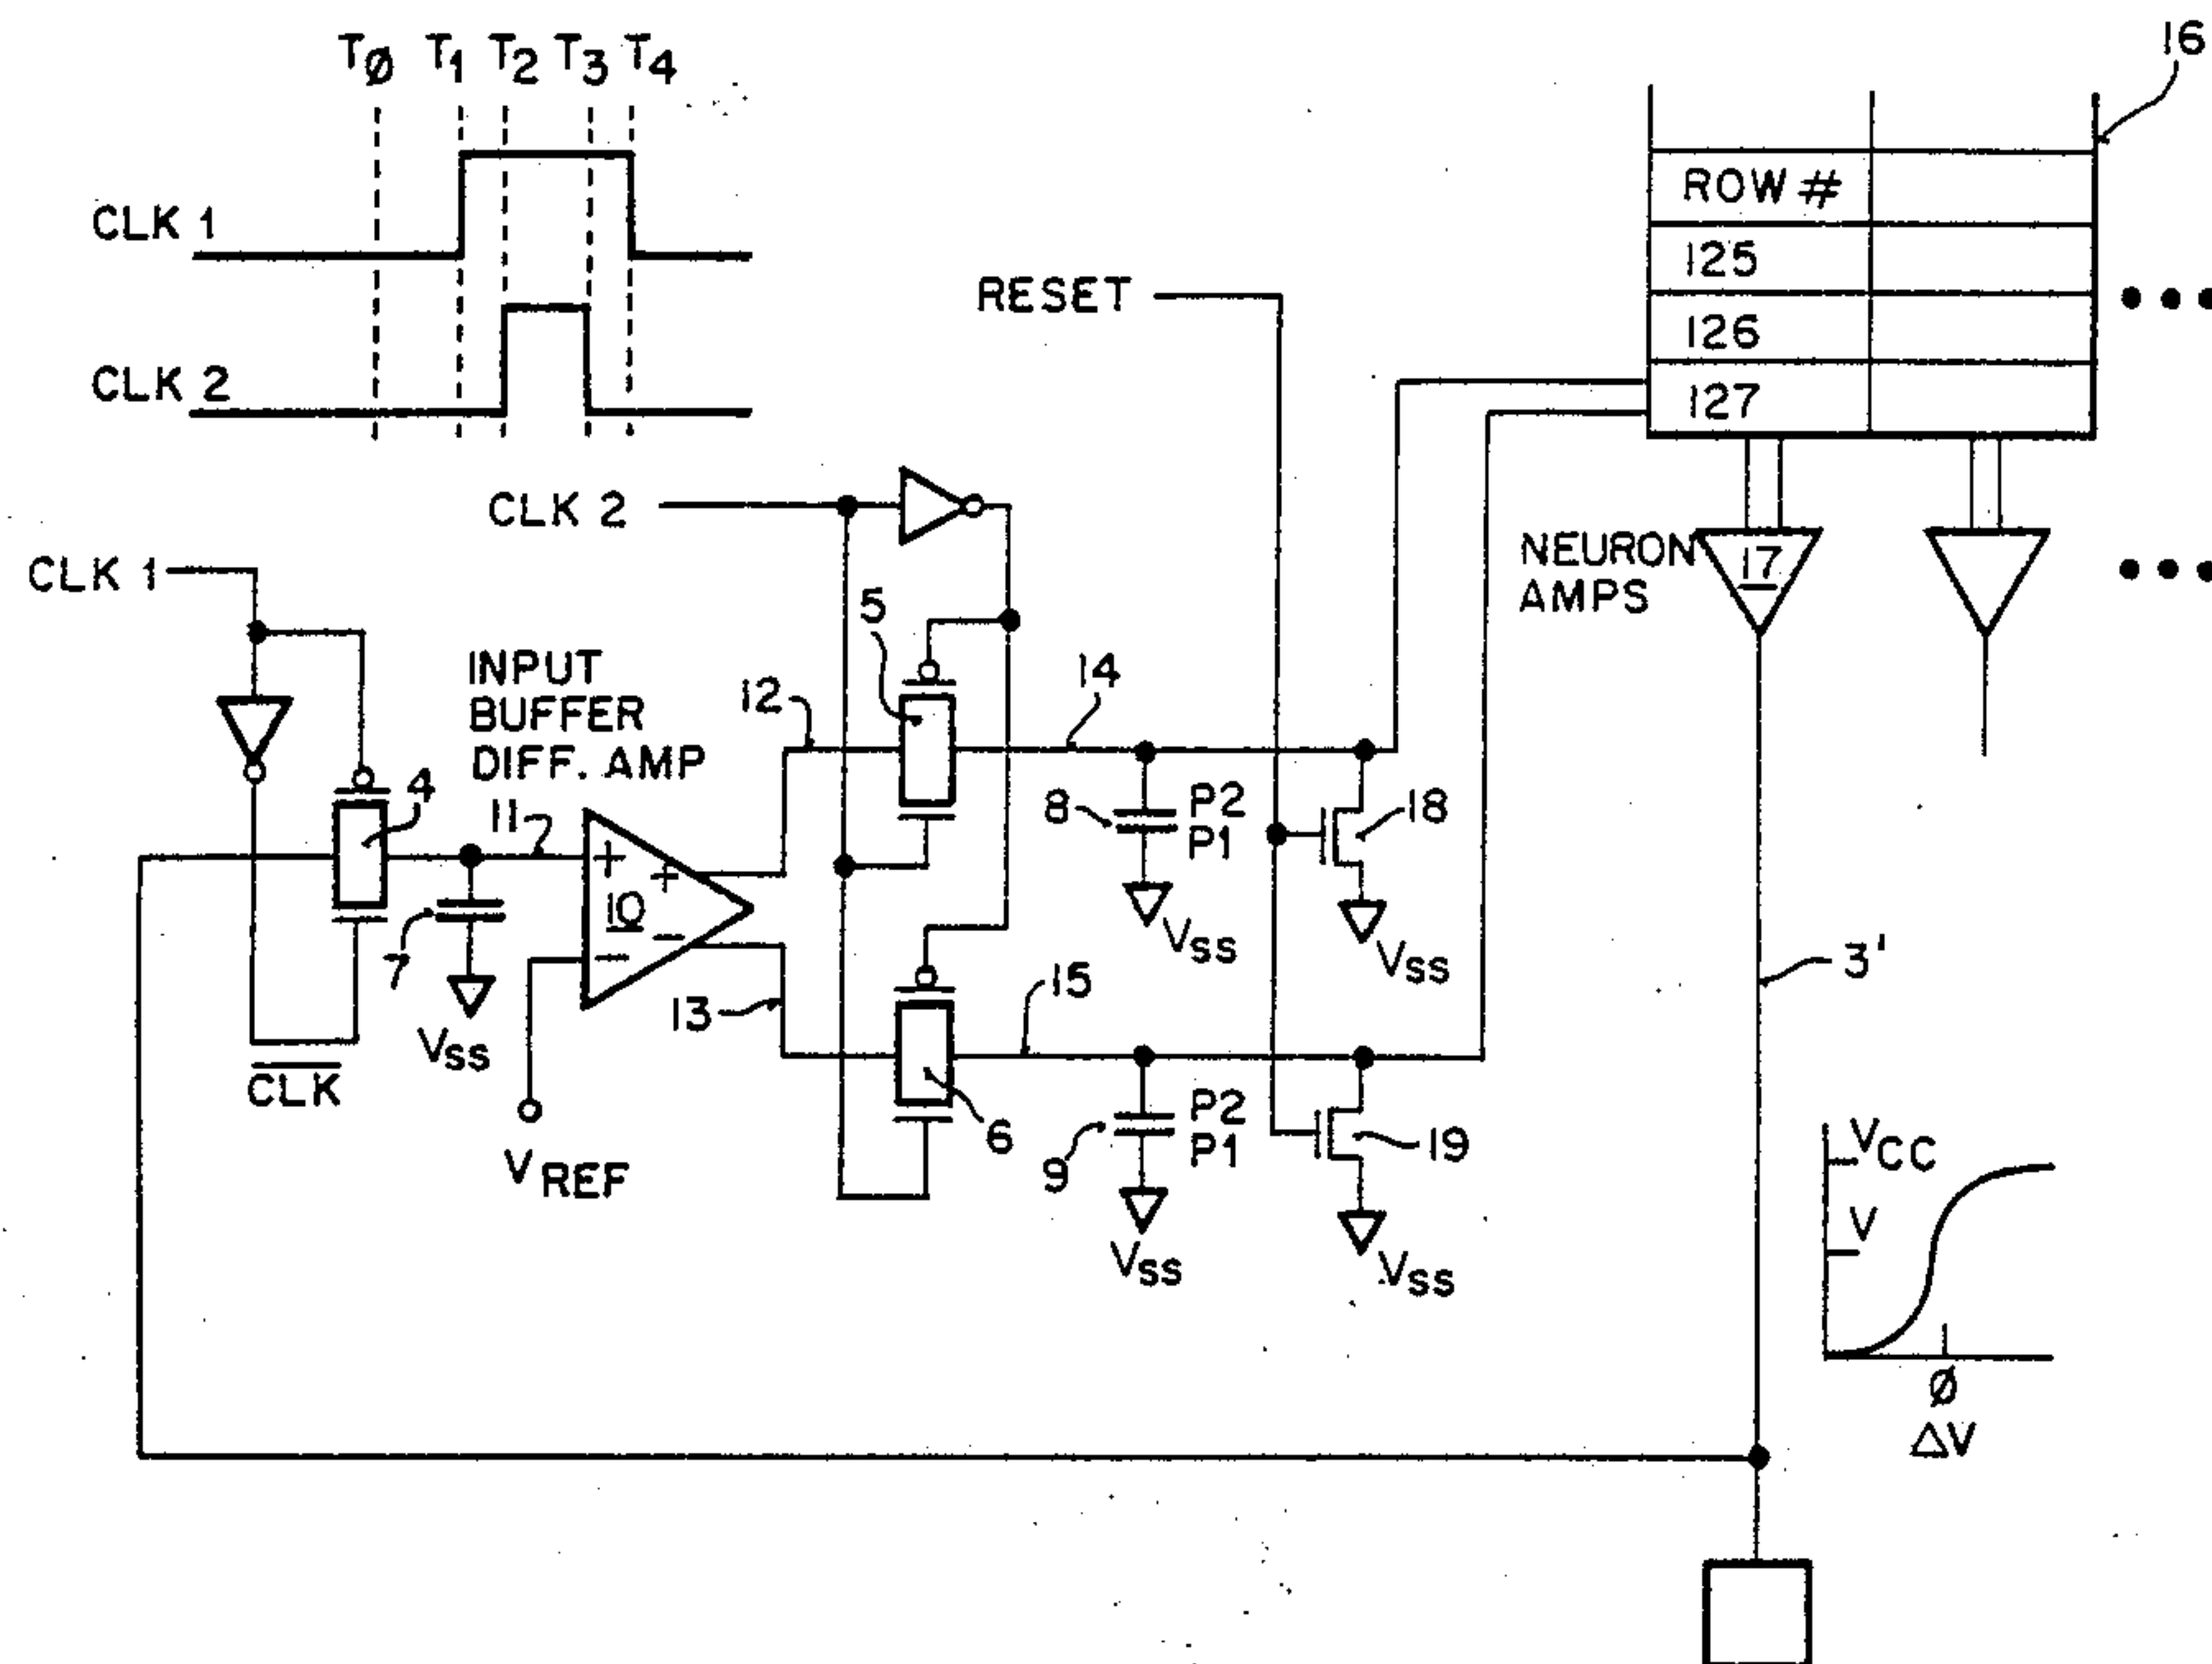 TØ T1 T2 T3 T4
16
CLK 1
ROW #
125
126
127
RESET
CLK 2
CLK 2
NEURON
AMPS
17
CLK 1
5
INPUT
BUFFER
DIFF. AMP
12
14
4
11
8
P2
P1
18
+
+
10
-
-
7
VSS
VSS
VSS
3'
13
15
CLK
VREF
6
9
P2
P1
19
VSS
VSS
VCC
V
Ø
ΔV